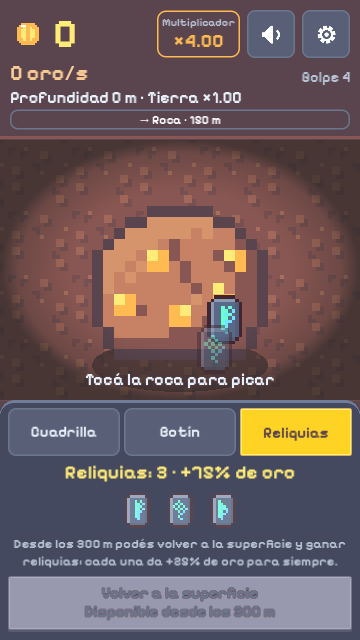 0
Multiplicador
×4.00
0 oro/s
Golpe 4
Profundidad 0 m · Tierra ×1.00
→ Roca · 150 m
Tocá la roca para picar
Cuadrilla
Botín
Reliquias
Reliquias: 3 · +75% de oro
Desde los 300 m podés volver a la superficie y ganar
reliquias: cada una da +25% de oro para siempre.
Volver a la superficie
Disponible desde los 300 m